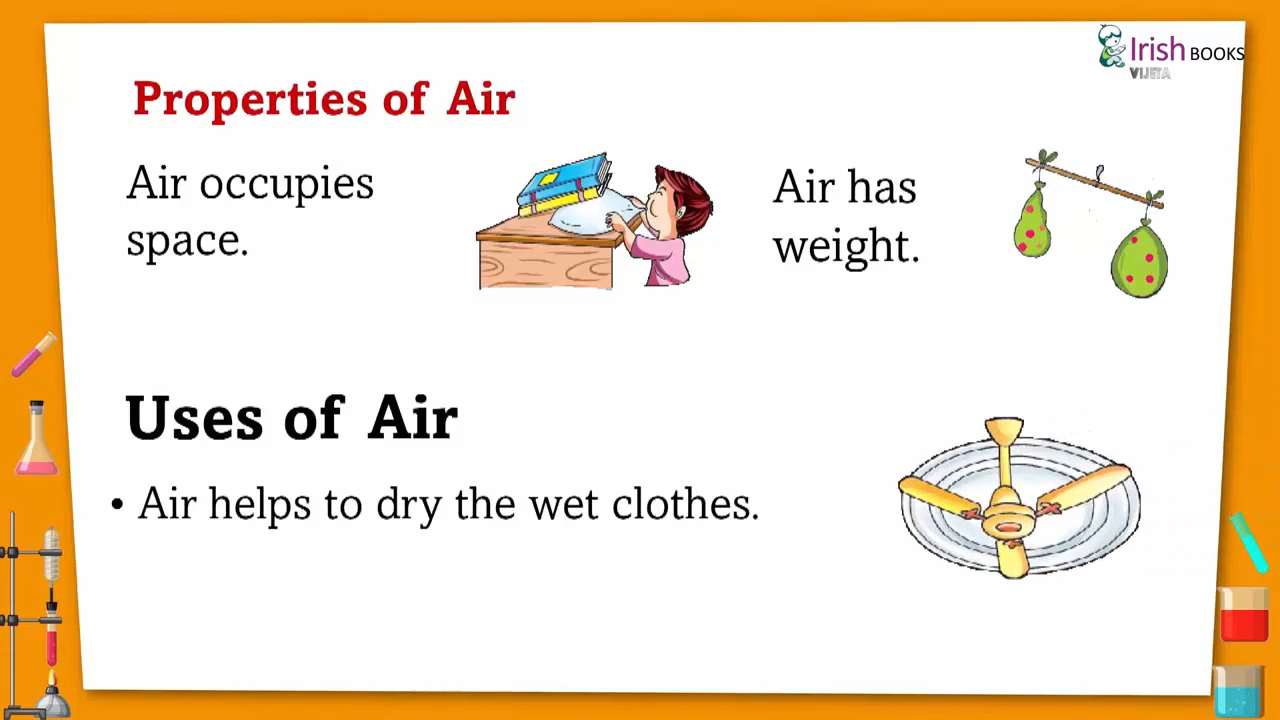 Irish BOOKS
VIJETA
Properties of Air
Air occupies
space.
Air has
weight.
Uses of Air
• Air helps to dry the wet clothes.